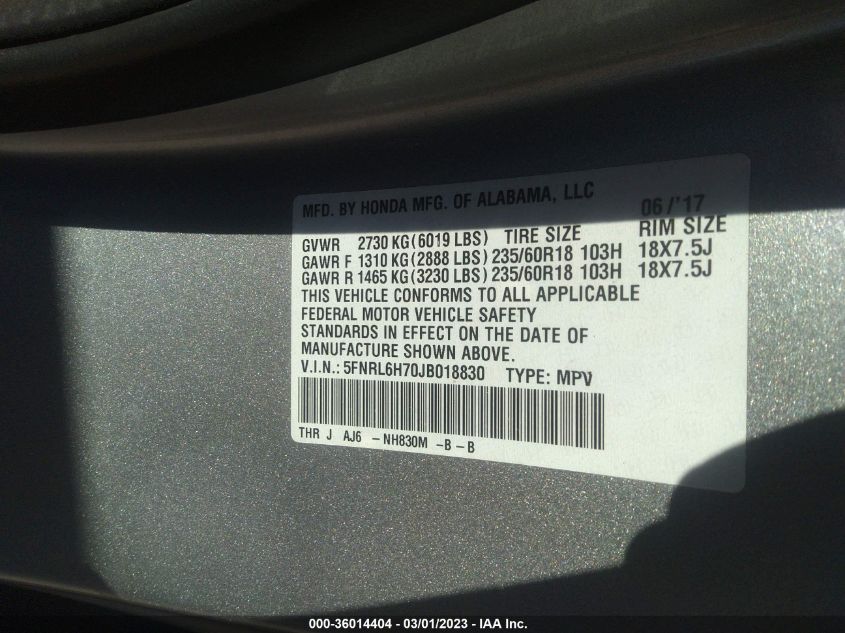 MFD. BY HONDA MFG. OF ALABAMA, LLC 06/'17
GVWR 2730 KG (6019 LBS) TIRE SIZE RIM SIZE
GAWR F 1310 KG (2888 LBS) 235/60R18 103H 18X7.5J
GAWR R 1465 KG (3230 LBS) 235/60R18 103H 18X7.5J
THIS VEHICLE CONFORMS TO ALL APPLICABLE
FEDERAL MOTOR VEHICLE SAFETY
STANDARDS IN EFFECT ON THE DATE OF
MANUFACTURE SHOWN ABOVE.
V.I.N.: 5FNRL6H70JB018830 TYPE: MPV
THR J AJ6 -NH830M -B-B
000-36014404 - 03/01/2023 - IAA Inc.